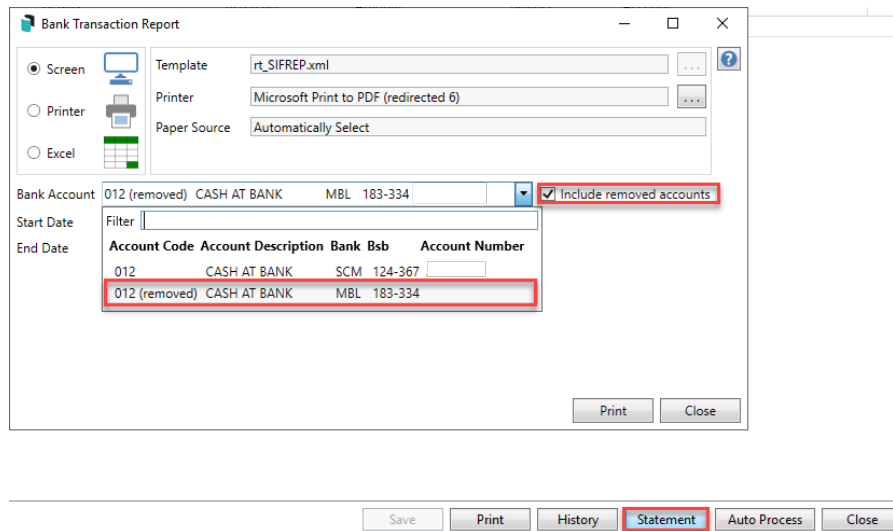 Bank Transaction Report
Screen
Printer
Excel
Template rt_SIFREP.xml ...
Printer Microsoft Print to PDF (redirected 6) ...
Paper Source Automatically Select
?
Bank Account 012 (removed) CASH AT BANK MBL 183-334
Include removed accounts
Start Date
End Date
Filter
Account Code Account Description Bank Bsb Account Number
012 CASH AT BANK SCM 124-367
012 (removed) CASH AT BANK MBL 183-334
Print Close
Save Print History Statement Auto Process Close